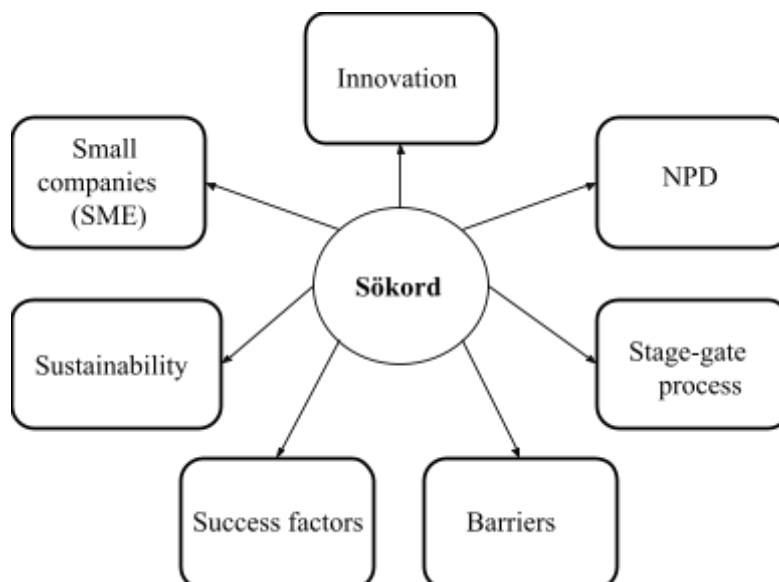 Innovation
Small
companies
(SME)
NPD
Sökord
Sustainability
Stage-gate
process
Success factors
Barriers